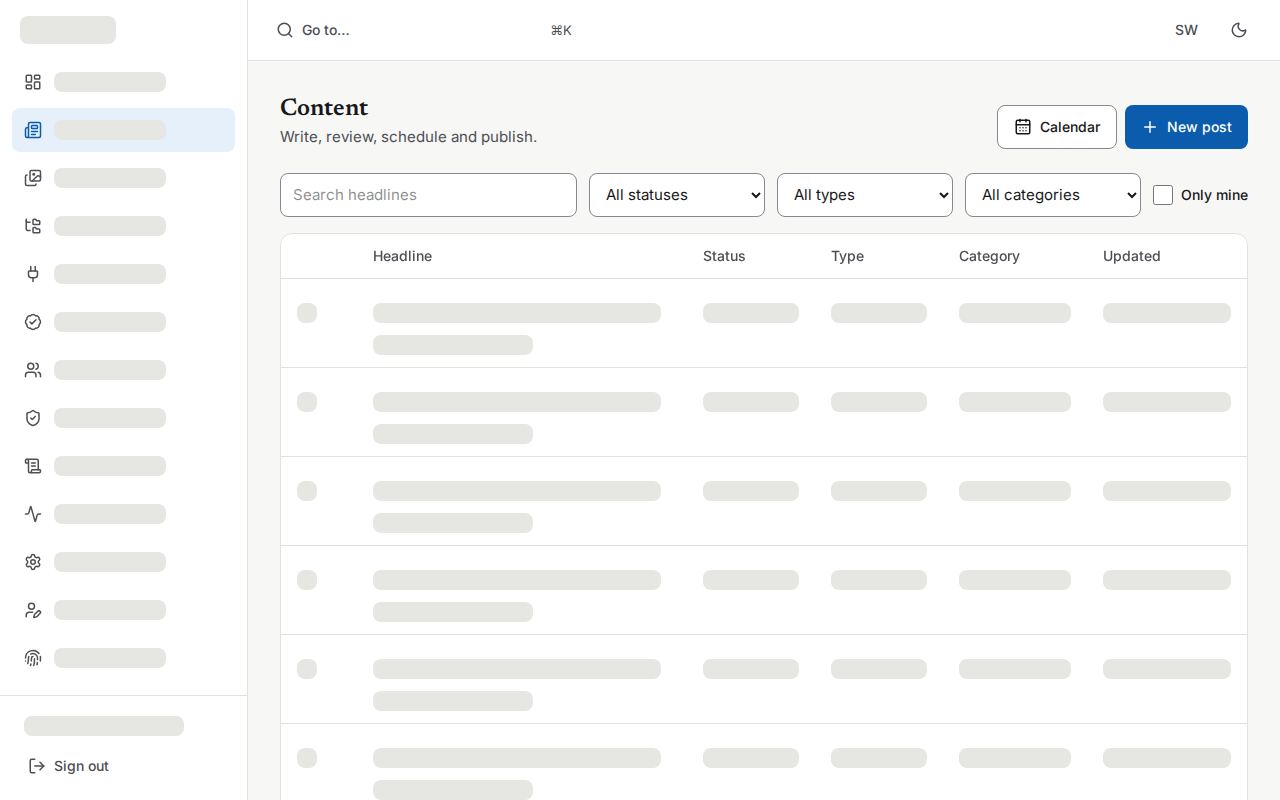 Go to...
⌘K
SW
Content
Write, review, schedule and publish.
Calendar
New post
Search headlines
All statuses
All types
All categories
Only mine
Headline
Status
Type
Category
Updated
Sign out